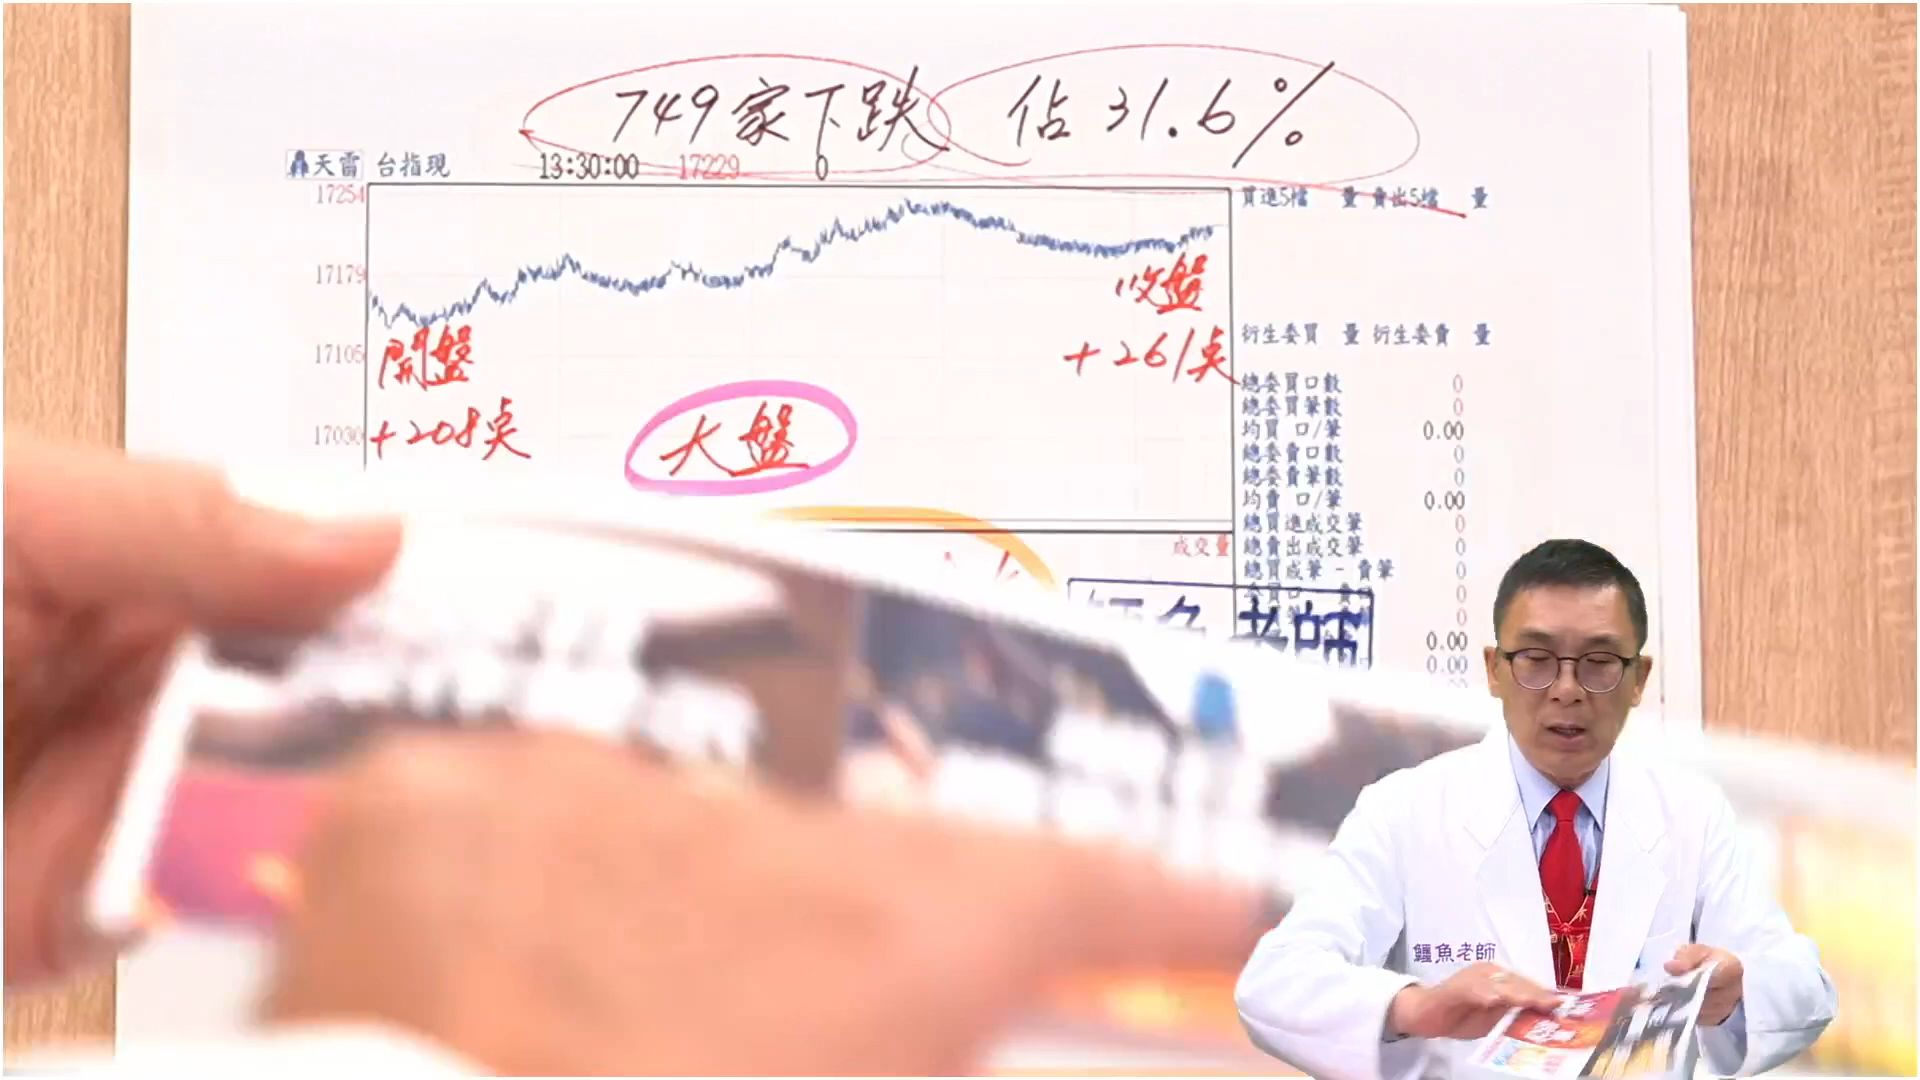 749家下跌 佔31.6%
天雷 台指現 13:30:00 17229 0
17254
17179
17105
17030
買進5檔 量 賣出5檔 量
開盤
+208点
收盤
+261点
大盤
衍生委買 量 衍生委賣 量
總委買口數 0
總委買筆數 0
均買 口/筆 0.00
總委賣口數 0
總委賣筆數 0
均賣 口/筆 0.00
總買進成交筆 0
總賣出成交筆 0
總買成筆-賣筆 0
0
0
0.00
0.00
成交量
老師
鱷魚老師